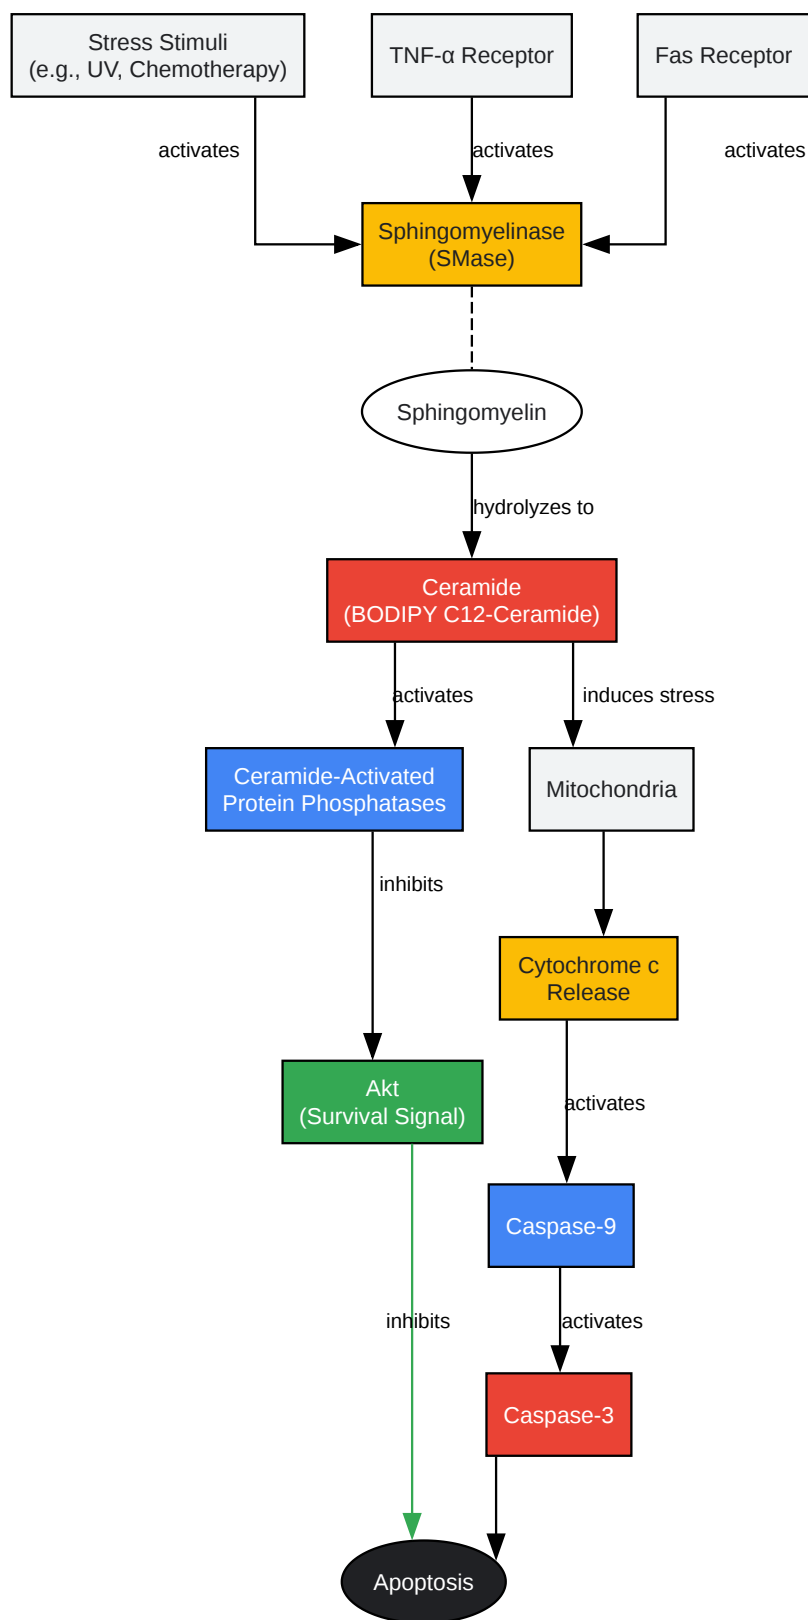 Stress Stimuli
(e.g., UV, Chemotherapy)
TNF-α Receptor
Fas Receptor
activates
activates
activates
Sphingomyelinase
(SMase)
Sphingomyelin
hydrolyzes to
Ceramide
(BODIPY C12-Ceramide)
activates
induces stress
Ceramide-Activated
Protein Phosphatases
Mitochondria
inhibits
Cytochrome c
Release
Akt
(Survival Signal)
activates
Caspase-9
inhibits
activates
Caspase-3
Apoptosis